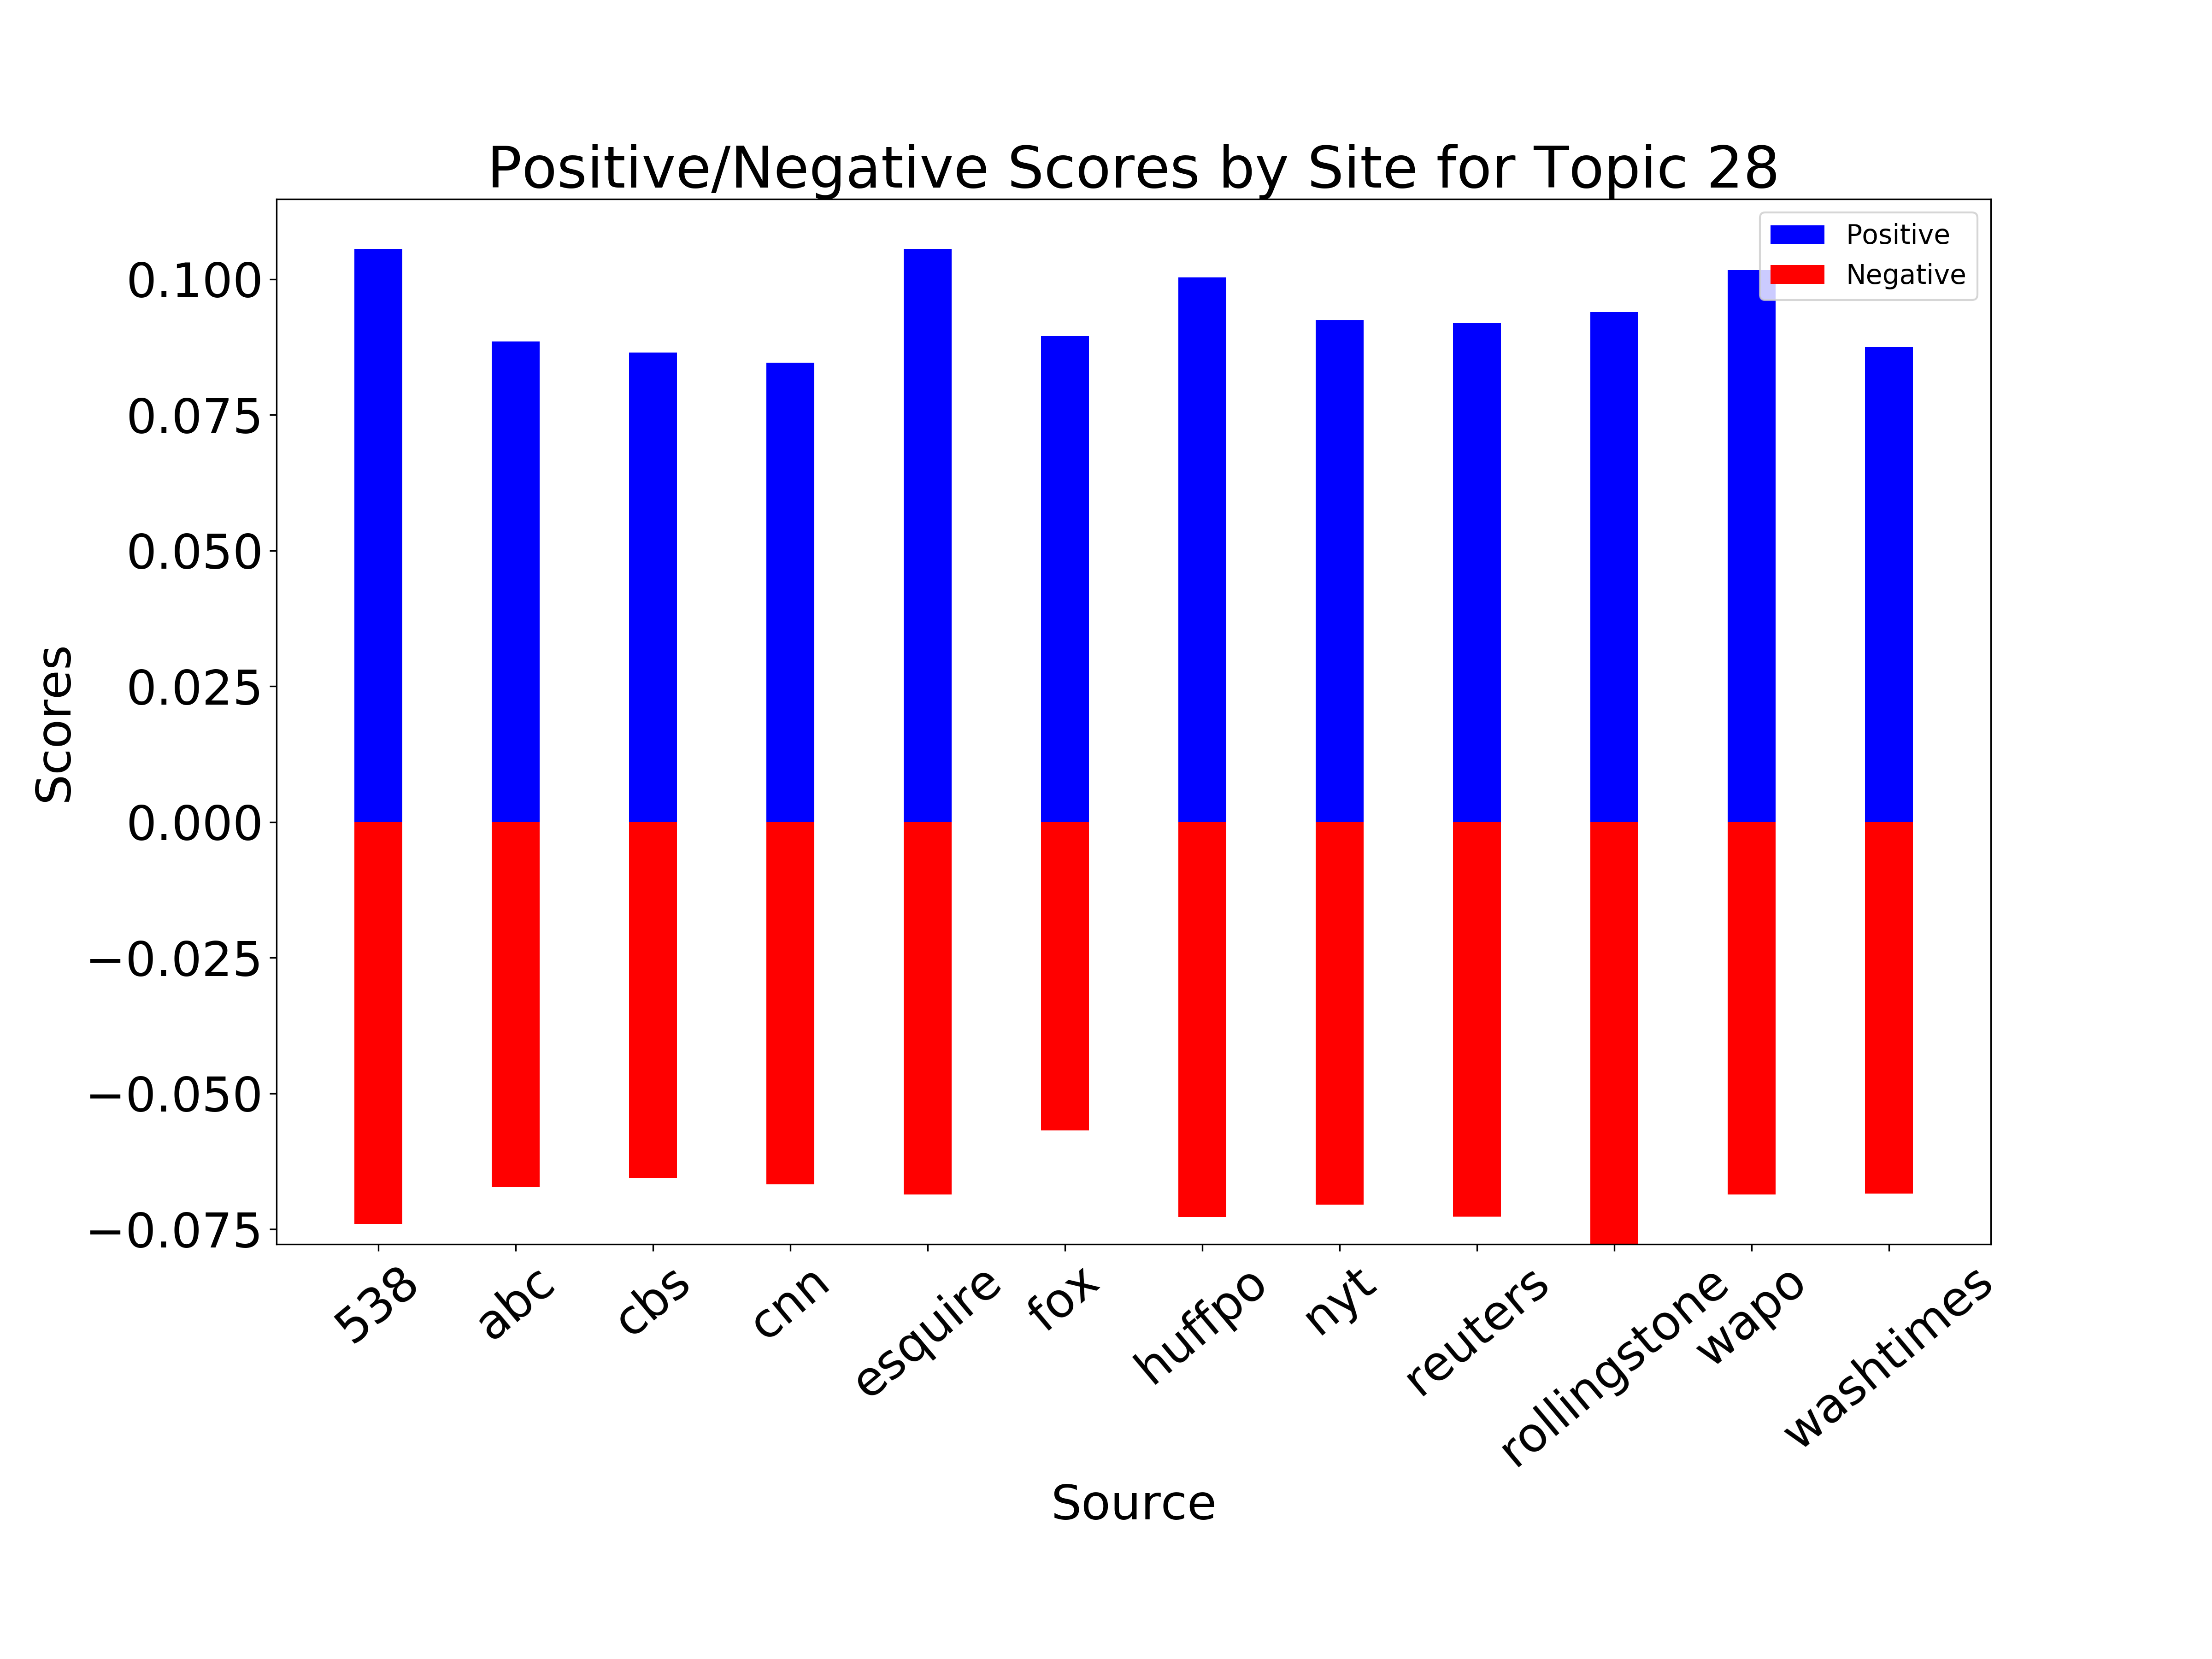 Positive/Negative Scores by Site for Topic 28
Positive
Negative
0.100
0.075
0.050
0.025
0.000
−0.025
−0.050
−0.075
Scores
538
abc
cbs
cnn
esquire
fox
huffpo
nyt
reuters
rollingstone
wapo
washtimes
Source